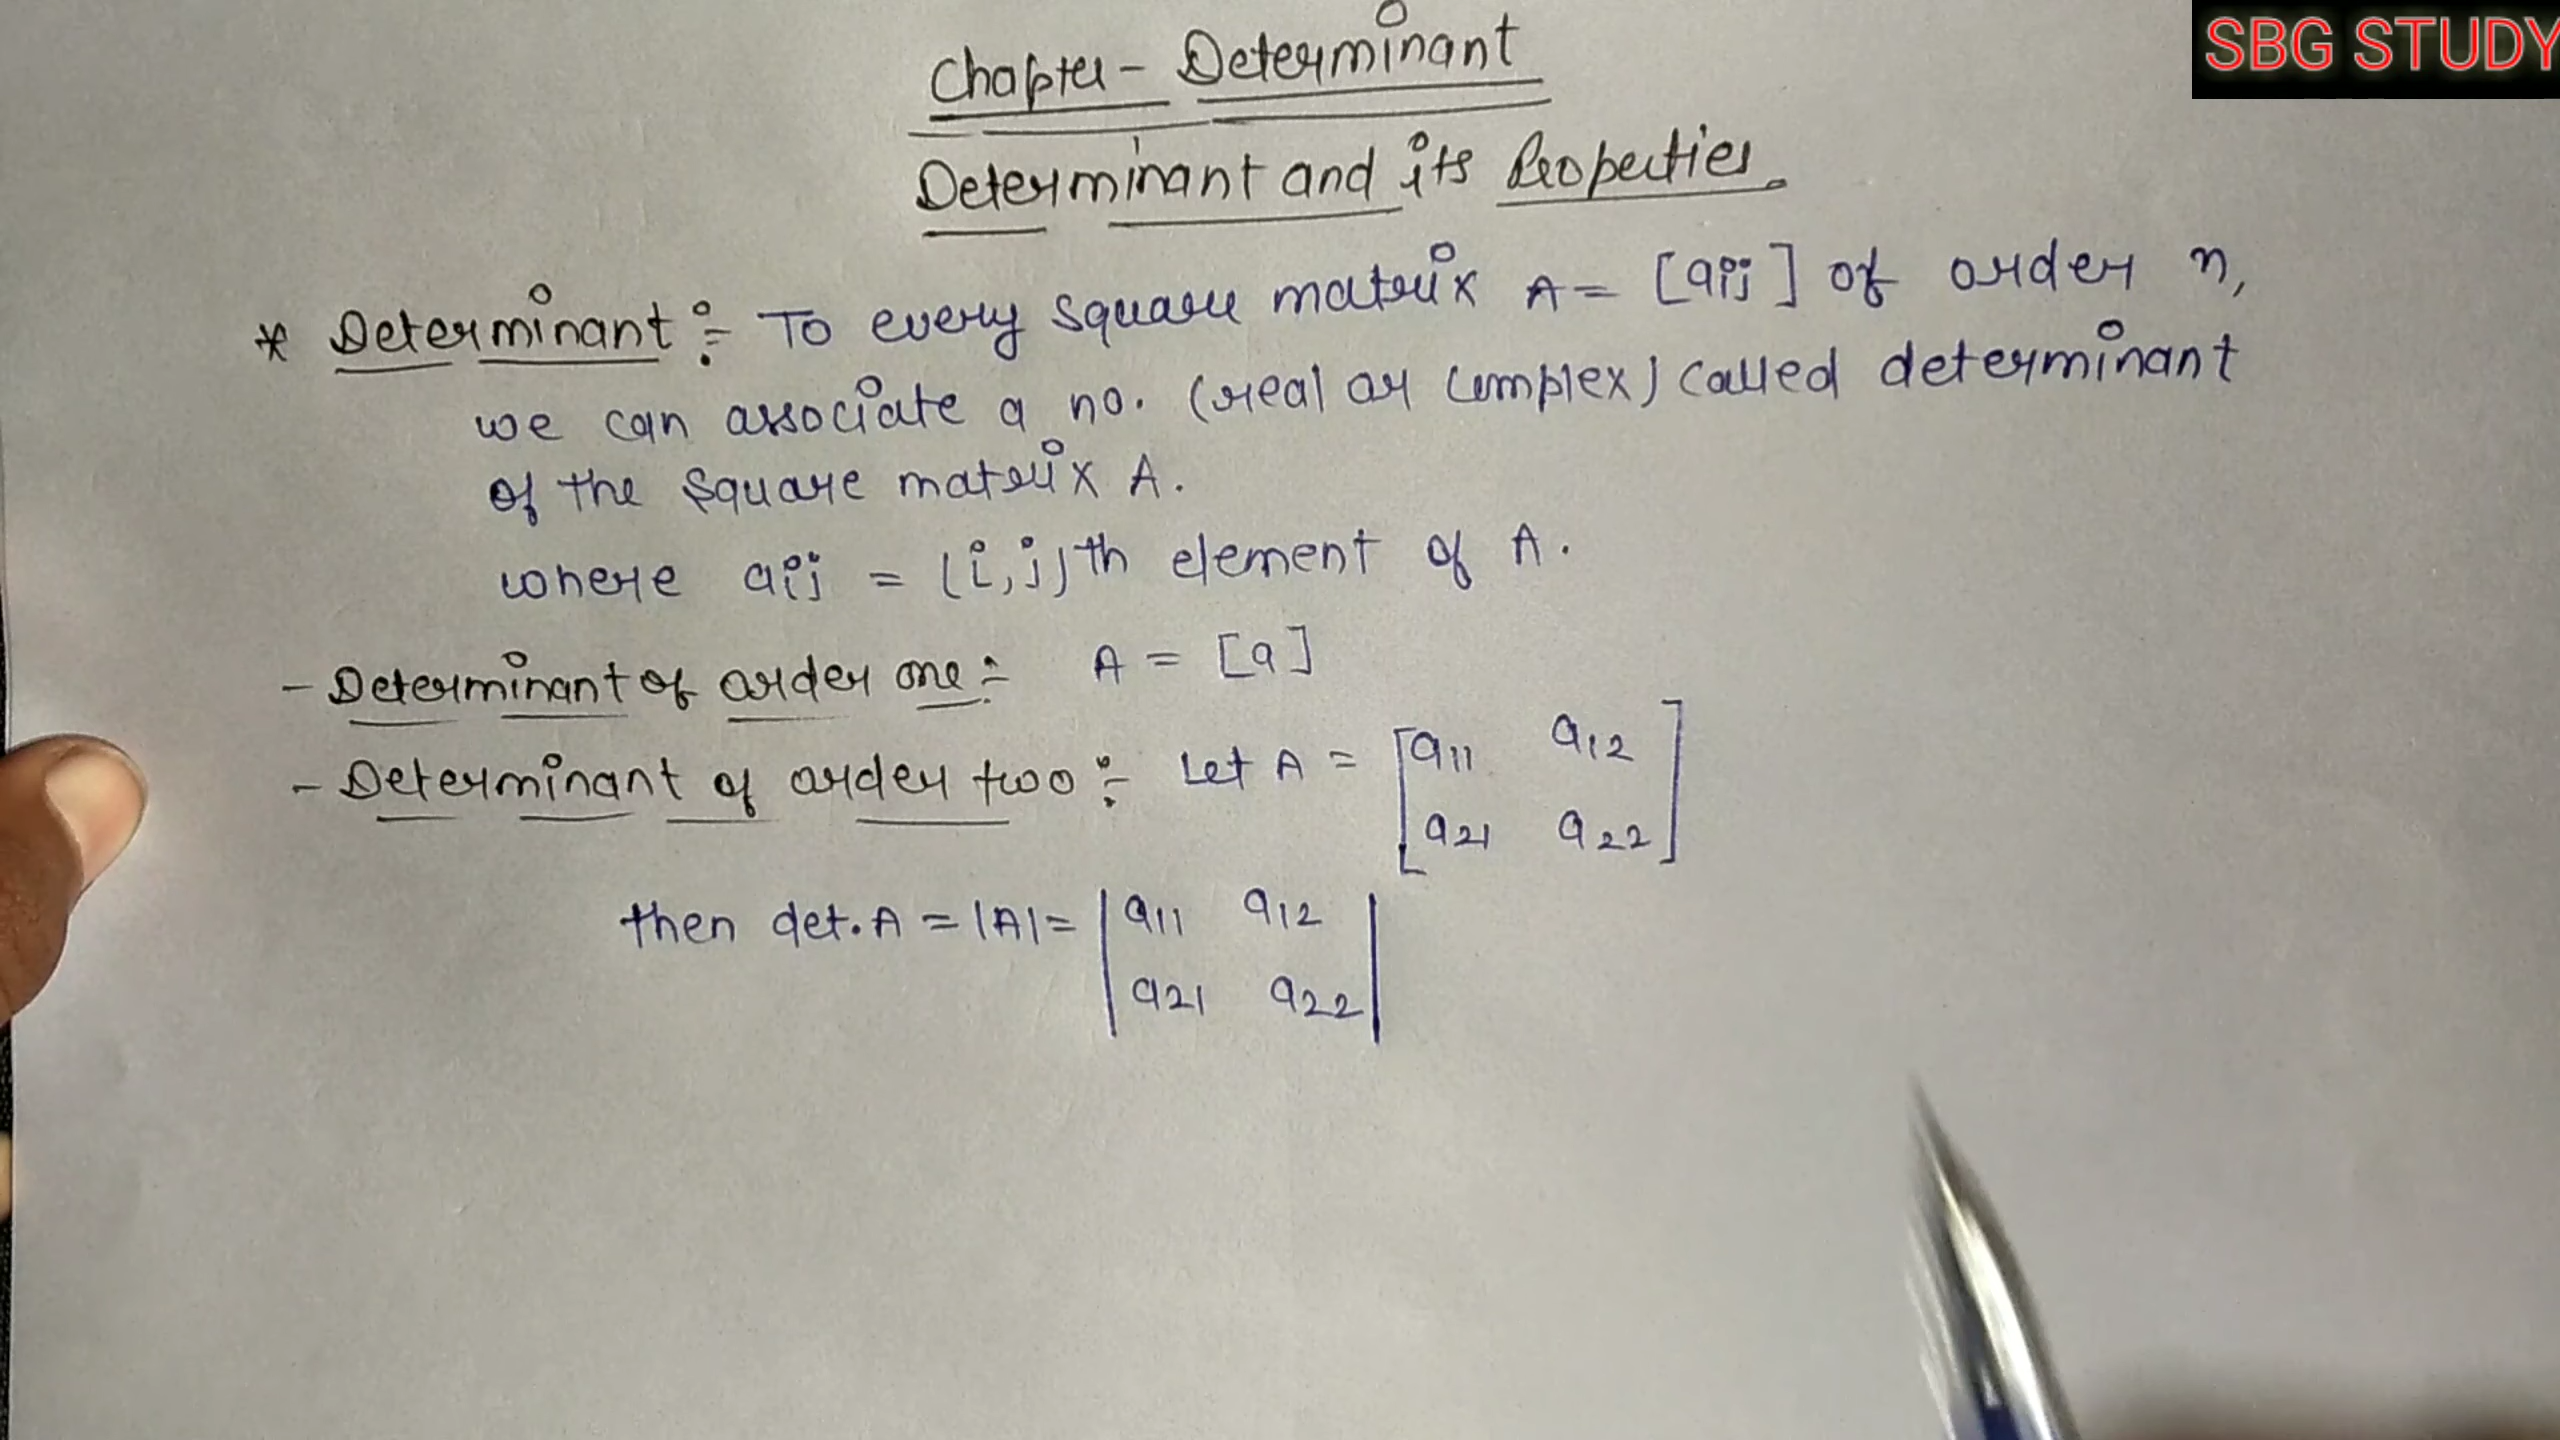 SBG STUDY
Chapter - Determinant
Determinant and its Properties.
* Determinant :- To every square matrix A = [aij] of order n,
we can associate a no. (real or complex) called determinant
of the square matrix A.
where aij = (i,j)th element of A.
- Determinant of order one :- A = [a]
- Determinant of order two :- Let A = [a11 a12
a21 a22]
then det. A = |A| = |a11 a12
a21 a22|